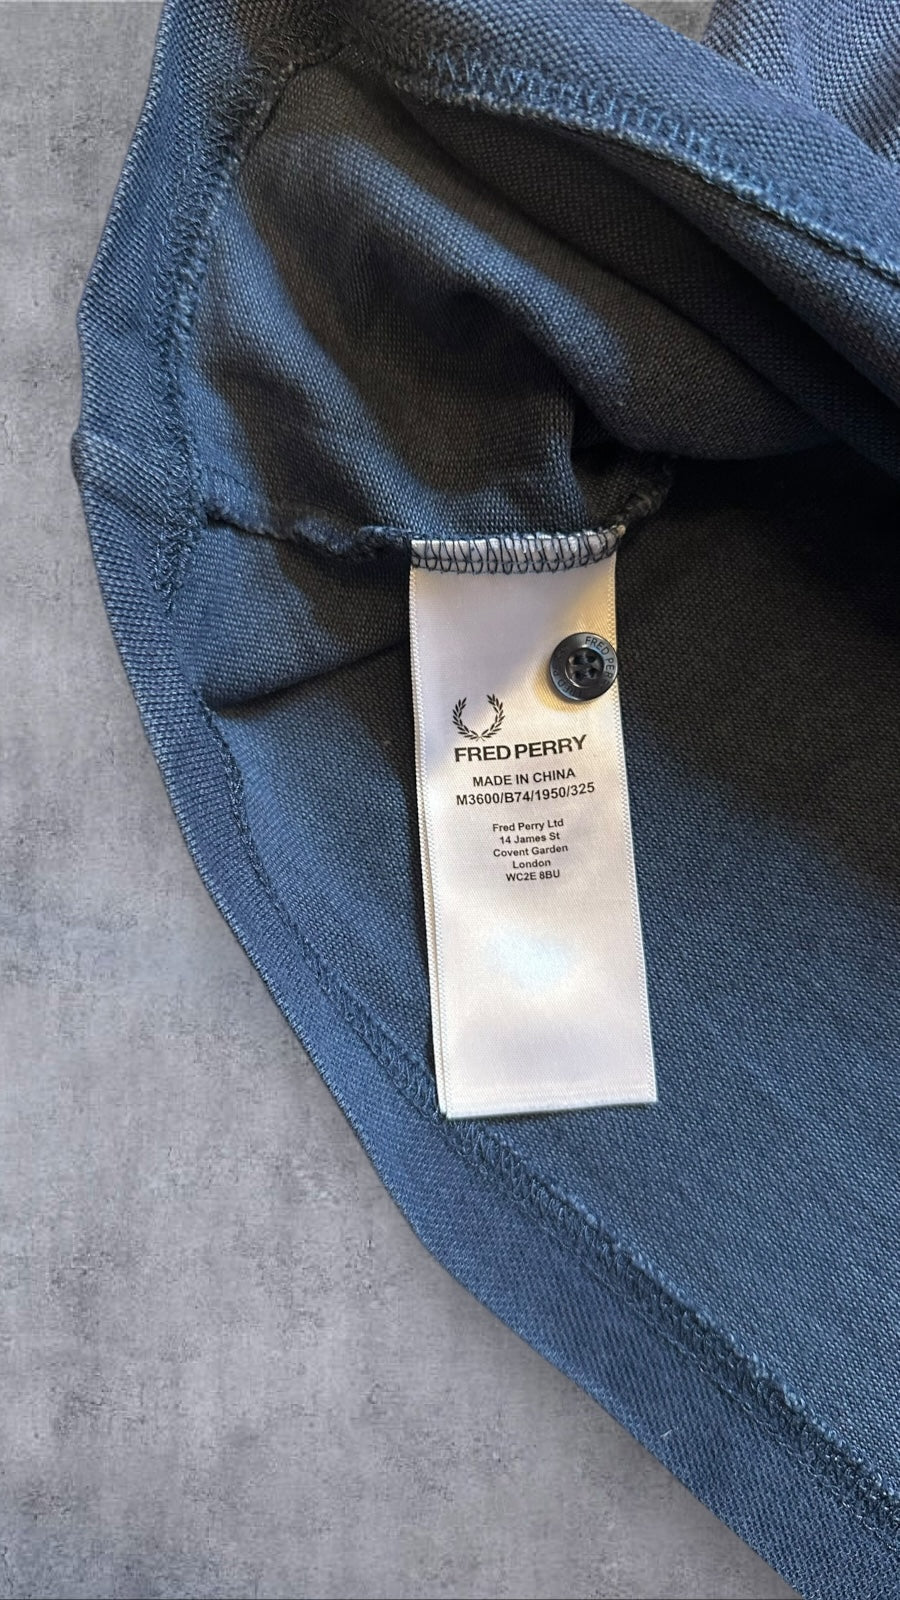 FRED PERRY
FRED PERRY
MADE IN CHINA
M3600/B74/1950/325
Fred Perry Ltd
14 James St
Covent Garden
London
WC2E 8BU